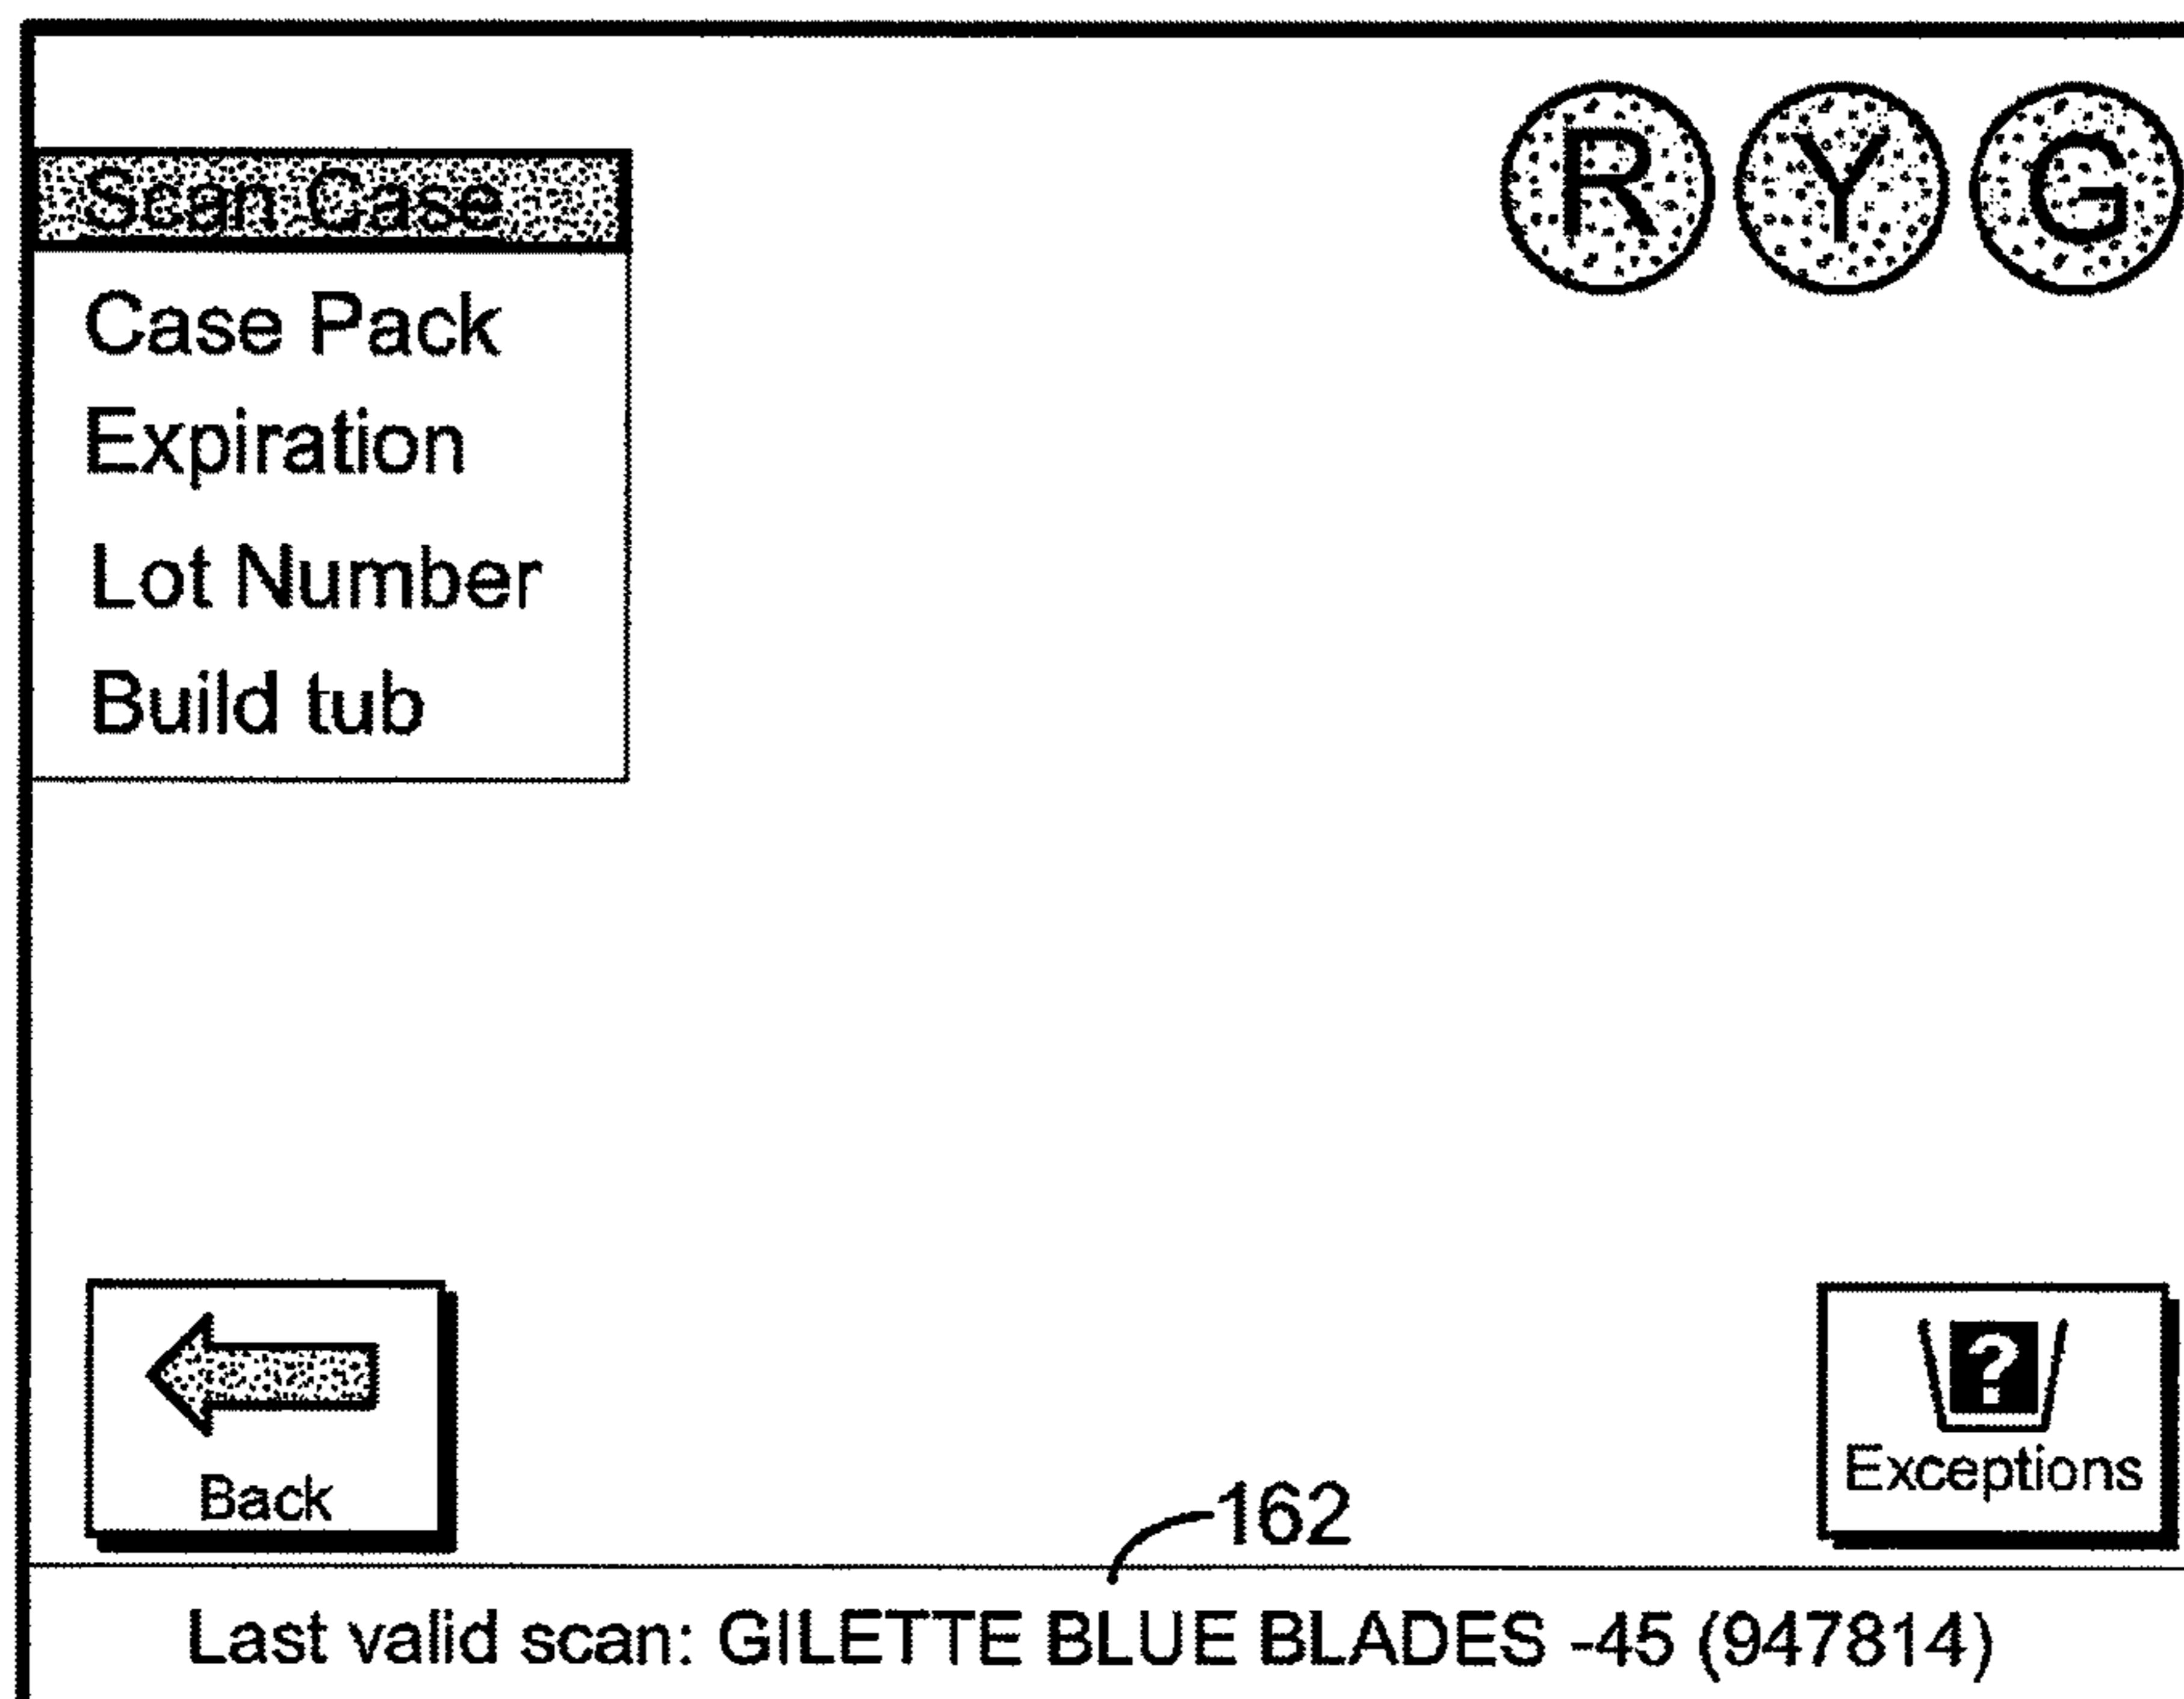 R Y G
Scan Case
Case Pack
Expiration
Lot Number
Build tub
?
Back
Exceptions
162
Last valid scan: GILETTE BLUE BLADES -45 (947814)